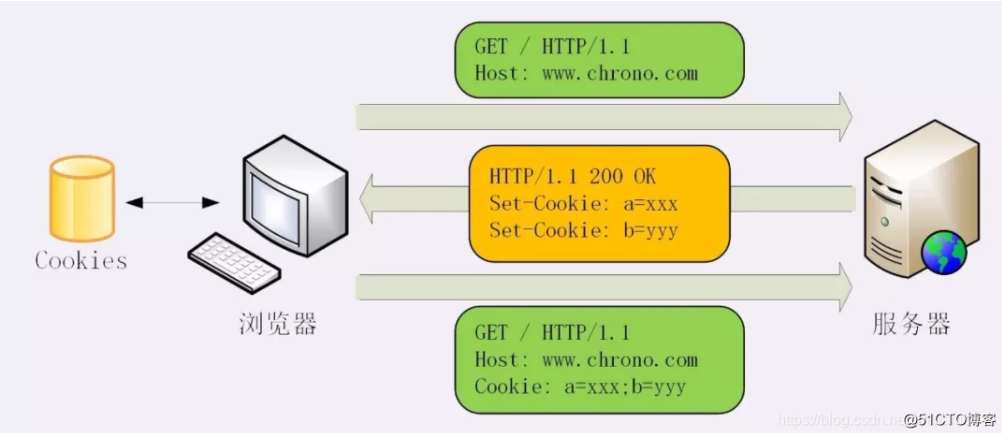 GET / HTTP/1.1
Host: www.chrono.com
HTTP/1.1 200 OK
Set-Cookie: a=xxx
Set-Cookie: b=yyy
Cookies
浏览器
服务器
GET / HTTP/1.1
Host: www.chrono.com
Cookie: a=xxx;b=yyy
https://blog.csdn.ne
@51CTO博客